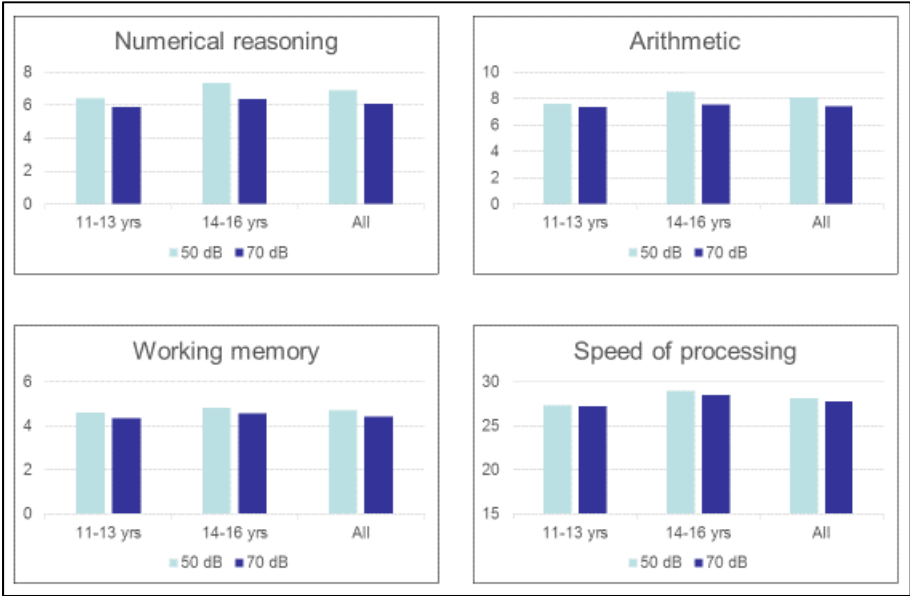 Numerical reasoning
8
6
4
2
0
11-13 yrs 14-16 yrs All
50 dB 70 dB
Arithmetic
10
8
6
4
2
0
11-13 yrs 14-16 yrs All
50 dB 70 dB
Working memory
6
4
2
0
11-13 yrs 14-16 yrs All
50 dB 70 dB
Speed of processing
30
25
20
15
11-13 yrs 14-16 yrs All
50 dB 70 dB